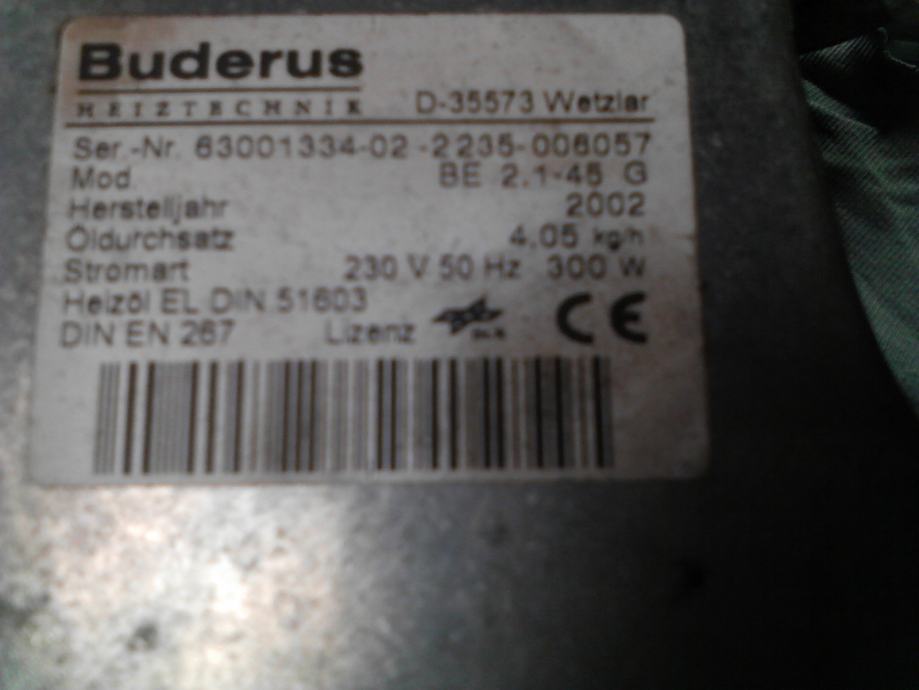 Buderus
HEIZTECHNIK D-35573 Wetzlar
Ser.-Nr. 63001334-02 -2235-006057
Mod. BE 2.1-45 G
Herstelljahr 2002
Öldurchsatz 4.05 kg/h
Stromart 230 V 50 Hz 300 W
Heizöl EL DIN 51603
DIN EN 267 Lizenz CE